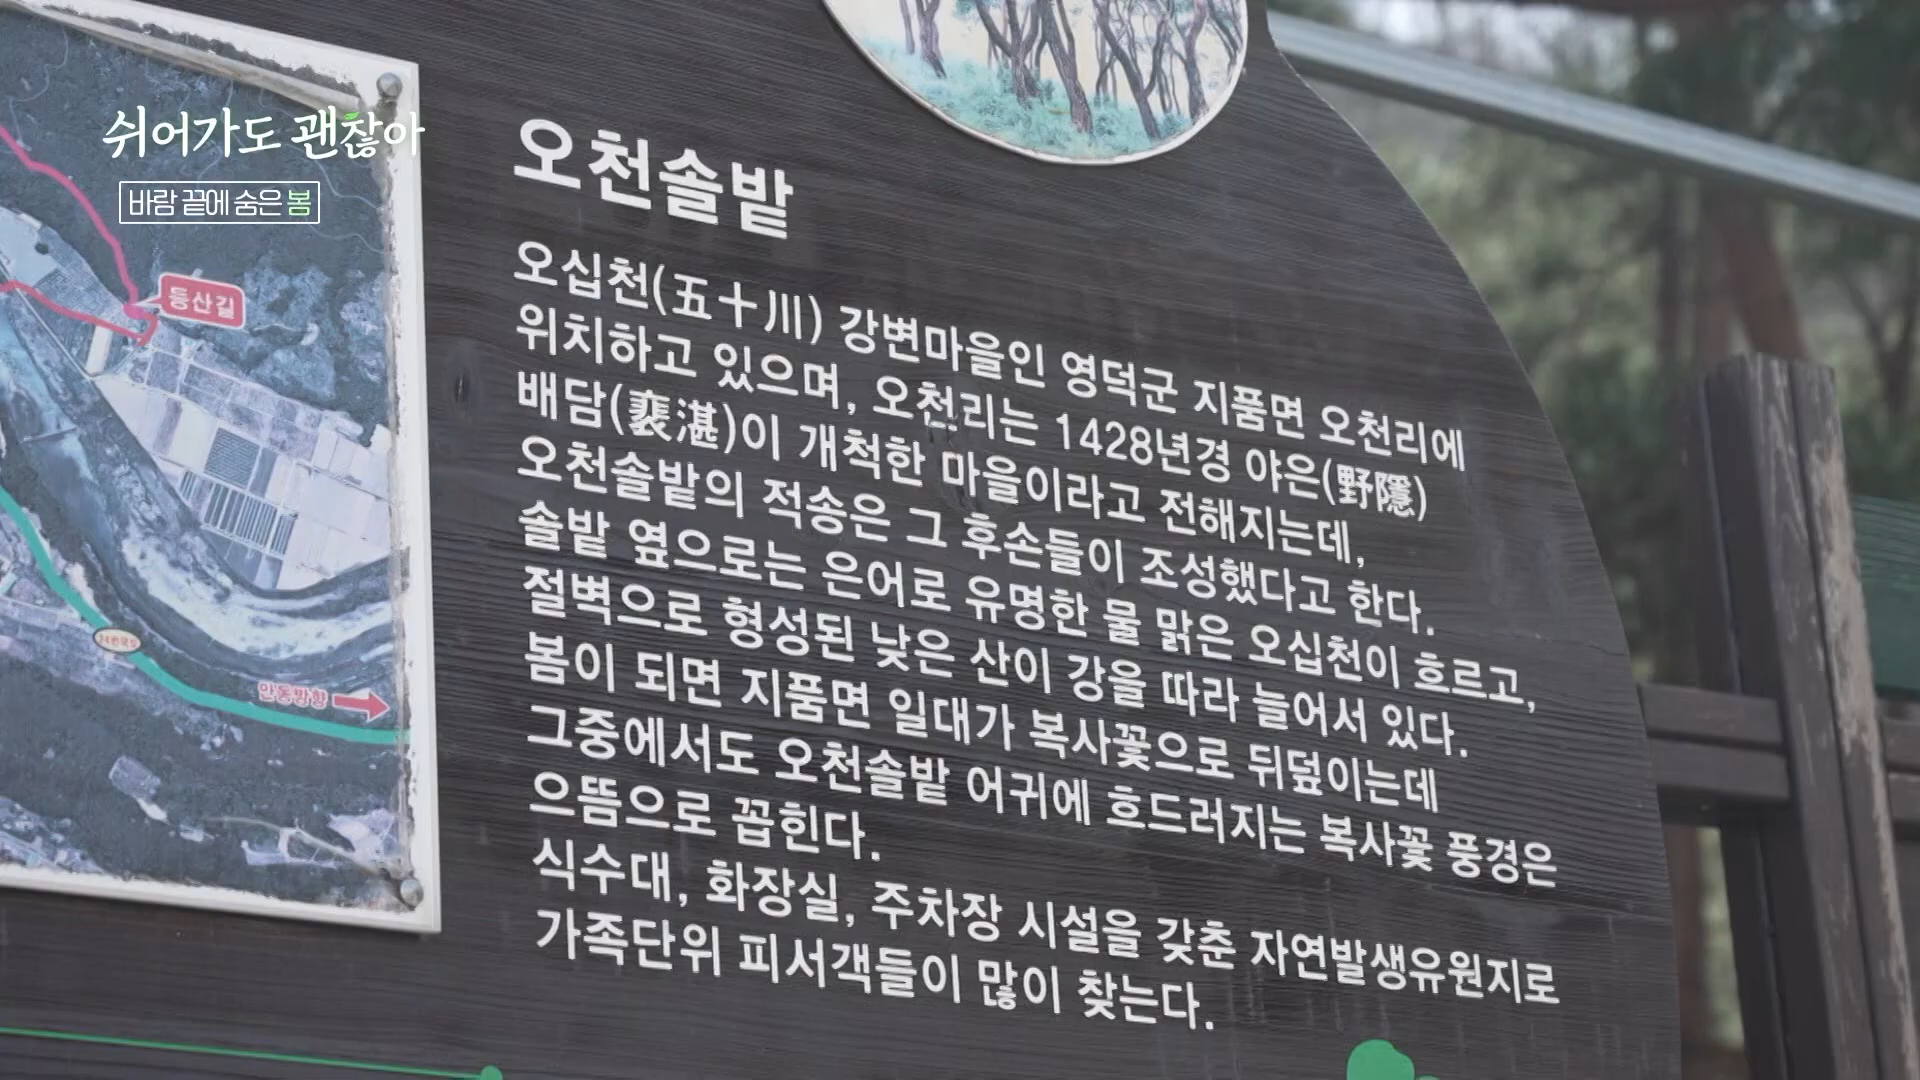 쉬어가도 괜찮아
바람 끝에 숨은 봄
등산길
안동방향
오천솔밭
오십천(五十川) 강변마을인 영덕군 지품면 오천리에
위치하고 있으며, 오천리는 1428년경 야은(野隱)
배담(裵湛)이 개척한 마을이라고 전해지는데,
오천솔밭의 적송은 그 후손들이 조성했다고 한다.
솔밭 옆으로는 은어로 유명한 물 맑은 오십천이 흐르고,
절벽으로 형성된 낮은 산이 강을 따라 늘어서 있다.
봄이 되면 지품면 일대가 복사꽃으로 뒤덮이는데
그중에서도 오천솔밭 어귀에 흐드러지는 복사꽃 풍경은
으뜸으로 꼽힌다.
식수대, 화장실, 주차장 시설을 갖춘 자연발생유원지로
가족단위 피서객들이 많이 찾는다.